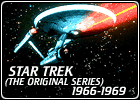 STAR TREK
(THE ORIGINAL SERIES)
1966-1969